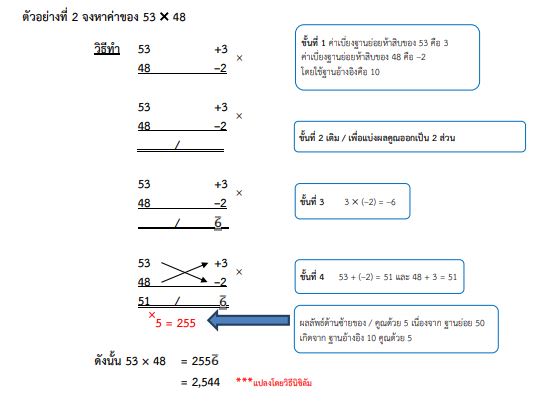 ตัวอย่างที่ 2 จงหาค่าของ 53 × 48
วิธีทำ 53 +3 ×
48 –2
ขั้นที่ 1 ค่าเบี่ยงฐานย่อยห้าสิบของ 53 คือ 3
ค่าเบี่ยงฐานย่อยห้าสิบของ 48 คือ –2
โดยใช้ฐานอ้างอิงคือ 10
53 +3 ×
48 –2
/
ขั้นที่ 2 เติม / เพื่อแบ่งผลคูณออกเป็น 2 ส่วน
53 +3 ×
48 –2
/ 6̅
ขั้นที่ 3 3 × (–2) = –6
53 +3 ×
48 –2
51 / 6̅
×5 = 255
ขั้นที่ 4 53 + (–2) = 51 และ 48 + 3 = 51
ผลลัพธ์ด้านซ้ายของ / คูณด้วย 5 เนื่องจาก ฐานย่อย 50
เกิดจาก ฐานอ้างอิง 10 คูณด้วย 5
ดังนั้น 53 × 48 = 2556̅
= 2,544 ***แปลงโดยวิธีนิขิลัม